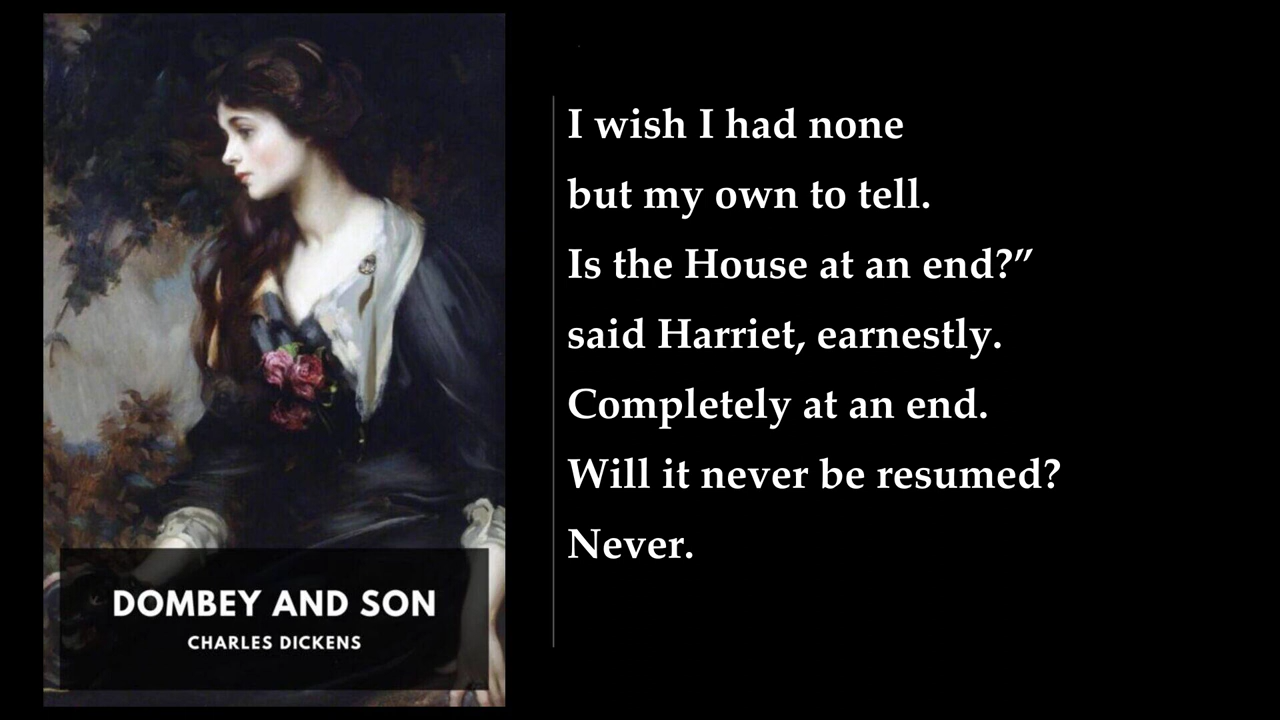 DOMBEY AND SON
CHARLES DICKENS
I wish I had none
but my own to tell.
Is the House at an end?”
said Harriet, earnestly.
Completely at an end.
Will it never be resumed?
Never.